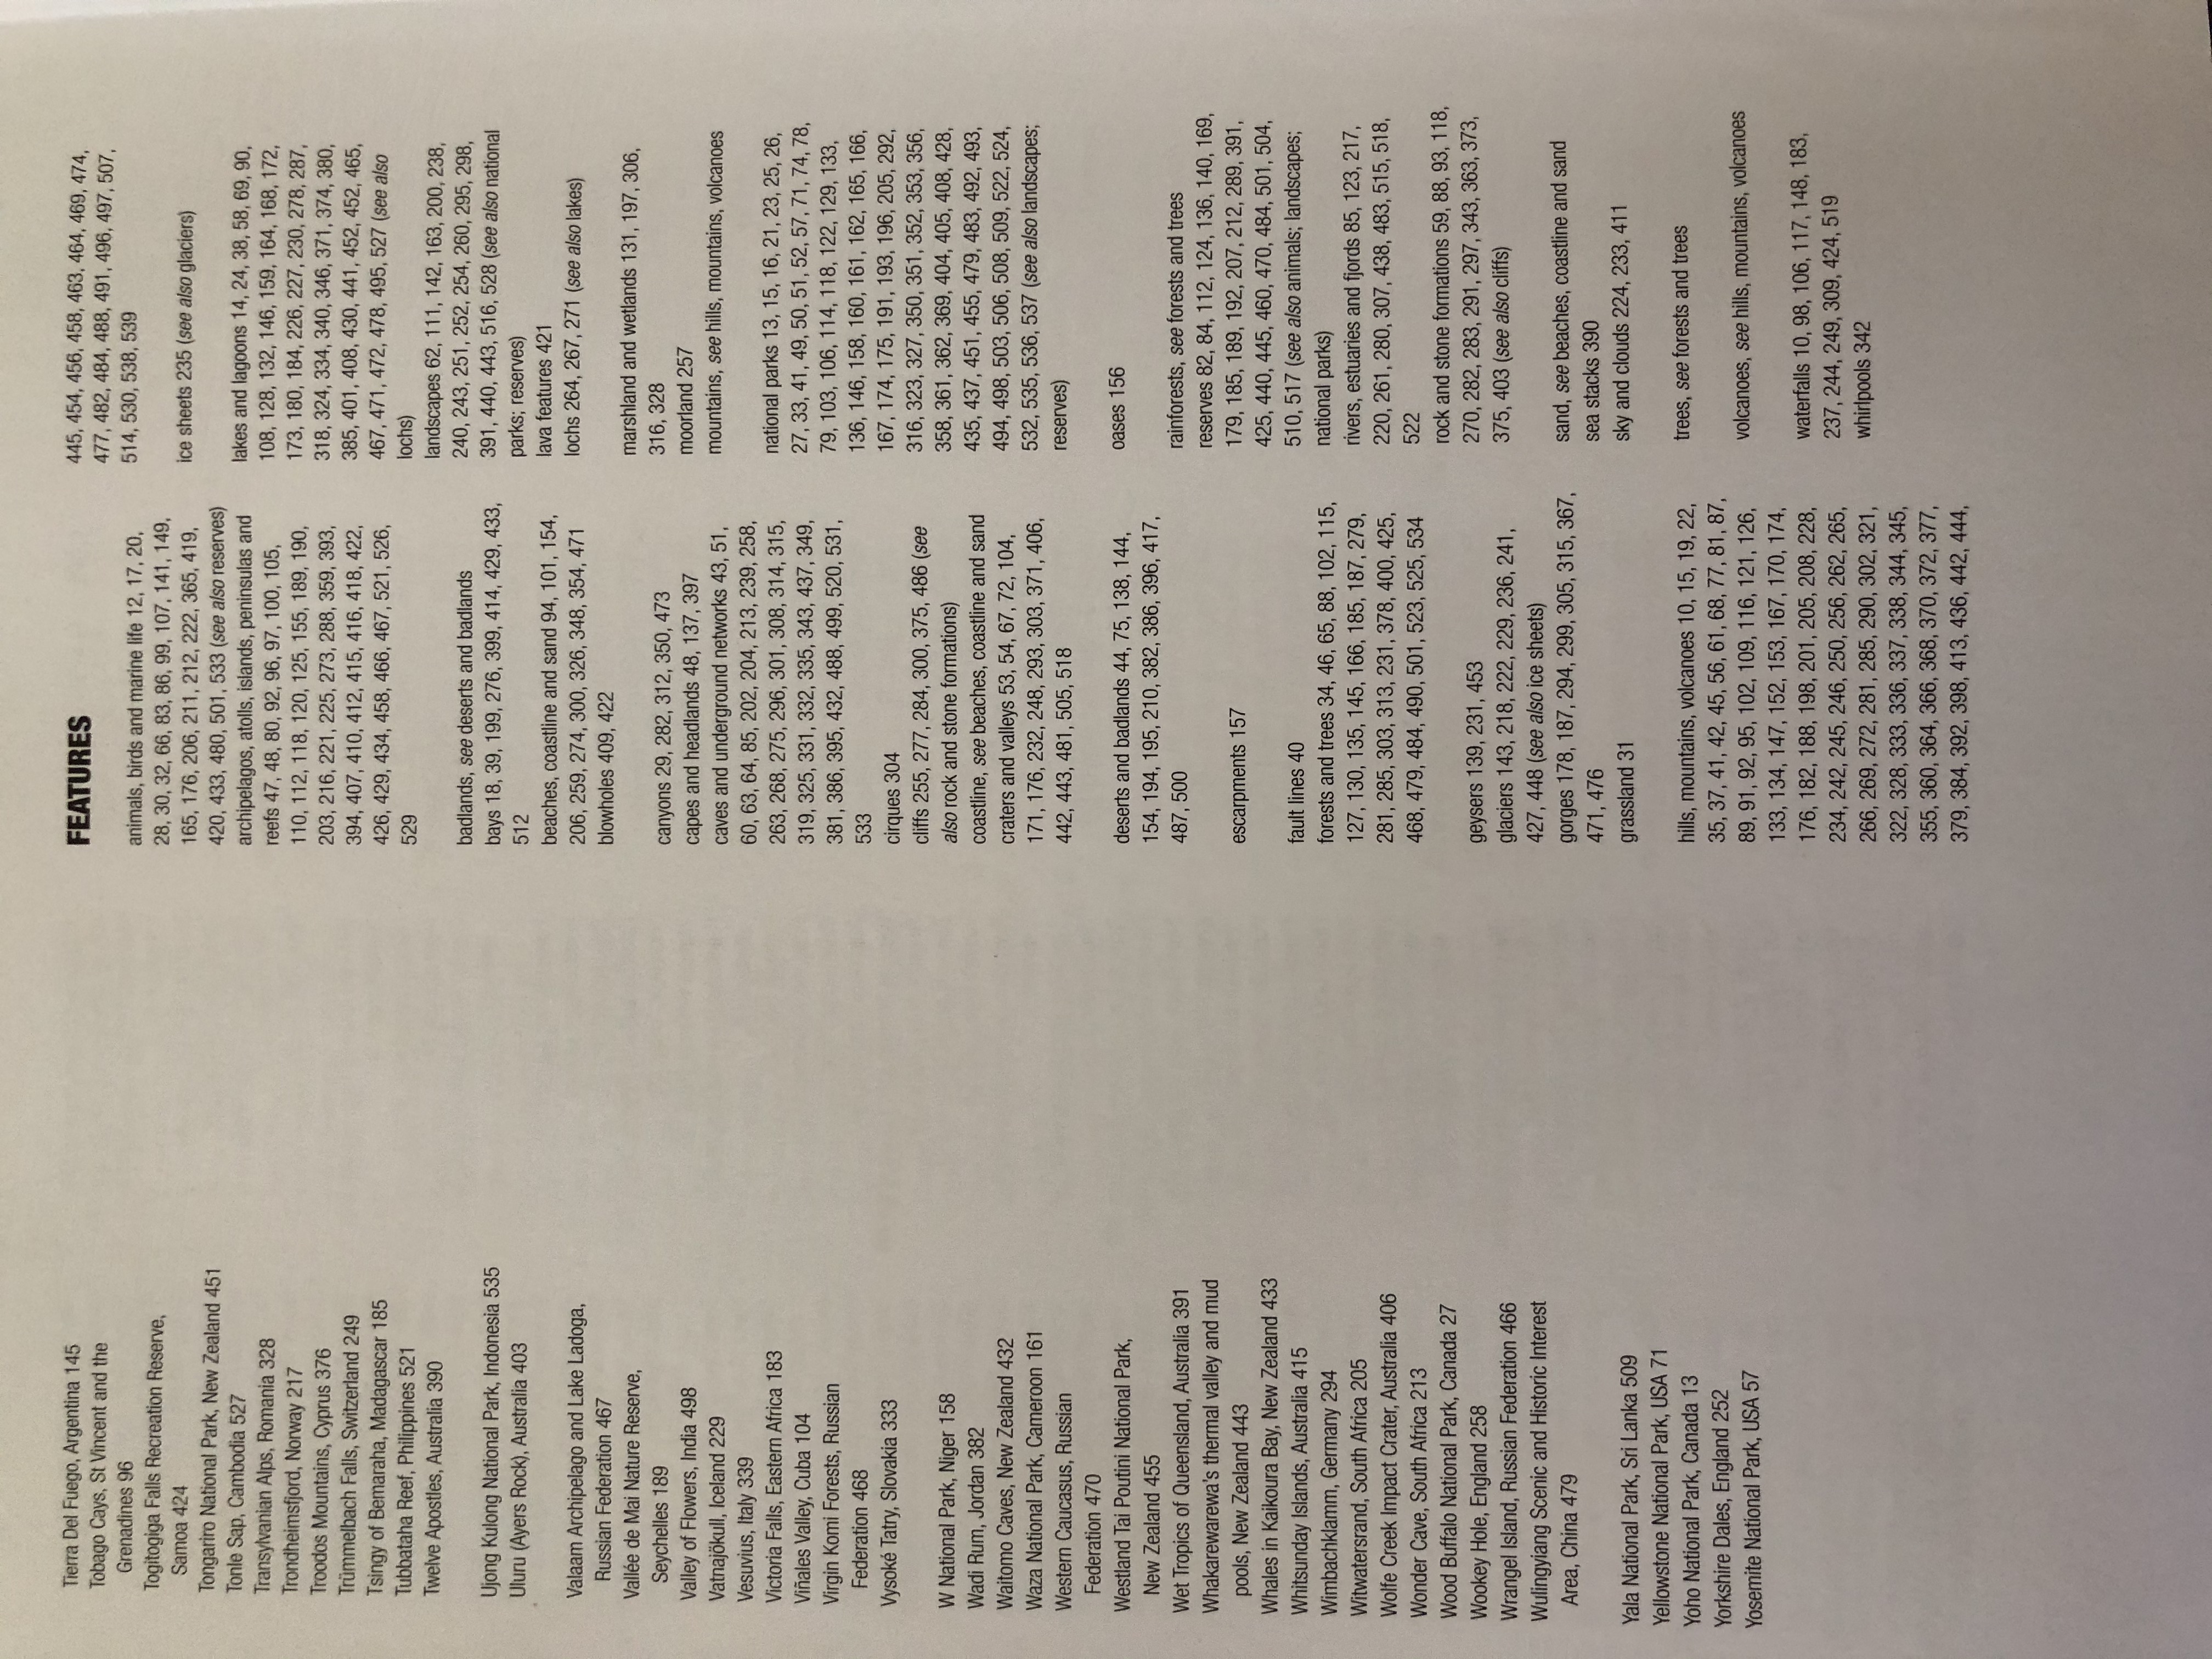 Tierra Del Fuego, Argentina 145
Tobago Cays, St Vincent and the
Grenadines 96
Togitogiga Falls Recreation Reserve,
Samoa 424
Tongariro National Park, New Zealand 451
Tonle Sap, Cambodia 527
Transylvanian Alps, Romania 328
Trondheimsfjord, Norway 217
Troodos Mountains, Cyprus 376
Trümmelbach Falls, Switzerland 249
Tsingy of Bemaraha, Madagascar 185
Tubbataha Reef, Philippines 521
Twelve Apostles, Australia 390
Ujong Kulong National Park, Indonesia 535
Uluru (Ayers Rock), Australia 403
Valaam Archipelago and Lake Ladoga,
Russian Federation 467
Vallée de Mai Nature Reserve,
Seychelles 189
Valley of Flowers, India 498
Vatnajökull, Iceland 229
Vesuvius, Italy 339
Victoria Falls, Eastern Africa 183
Viñales Valley, Cuba 104
Virgin Komi Forests, Russian
Federation 468
Vysoké Tatry, Slovakia 333
W National Park, Niger 158
Wadi Rum, Jordan 382
Waitomo Caves, New Zealand 432
Waza National Park, Cameroon 161
Western Caucasus, Russian
Federation 470
Westland Tai Poutini National Park,
New Zealand 455
Wet Tropics of Queensland, Australia 391
Whakarewarewa's thermal valley and mud
pools, New Zealand 443
Whales in Kaikoura Bay, New Zealand 433
Whitsunday Islands, Australia 415
Wimbachklamm, Germany 294
Witwatersrand, South Africa 205
Wolfe Creek Impact Crater, Australia 406
Wonder Cave, South Africa 213
Wood Buffalo National Park, Canada 27
Wookey Hole, England 258
Wrangel Island, Russian Federation 466
Wulingyiang Scenic and Historic Interest
Area, China 479
Yala National Park, Sri Lanka 509
Yellowstone National Park, USA 71
Yoho National Park, Canada 13
Yorkshire Dales, England 252
Yosemite National Park, USA 57
FEATURES
animals, birds and marine life 12, 17, 20,
28, 30, 32, 66, 83, 86, 99, 107, 141, 149,
165, 176, 206, 211, 212, 222, 365, 419,
420, 433, 480, 501, 533 (see also reserves)
archipelagos, atolls, islands, peninsulas and
reefs 47, 48, 80, 92, 96, 97, 100, 105,
110, 112, 118, 120, 125, 155, 189, 190,
203, 216, 221, 225, 273, 288, 359, 393,
394, 407, 410, 412, 415, 416, 418, 422,
426, 429, 434, 458, 466, 467, 521, 526,
529
badlands, see deserts and badlands
bays 18, 39, 199, 276, 399, 414, 429, 433,
512
beaches, coastline and sand 94, 101, 154,
206, 259, 274, 300, 326, 348, 354, 471
blowholes 409, 422
canyons 29, 282, 312, 350, 473
capes and headlands 48, 137, 397
caves and underground networks 43, 51,
60, 63, 64, 85, 202, 204, 213, 239, 258,
263, 268, 275, 296, 301, 308, 314, 315,
319, 325, 331, 332, 335, 343, 437, 349,
381, 386, 395, 432, 488, 499, 520, 531,
533
cirques 304
cliffs 255, 277, 284, 300, 375, 486 (see
also rock and stone formations)
coastline, see beaches, coastline and sand
craters and valleys 53, 54, 67, 72, 104,
171, 176, 232, 248, 293, 303, 371, 406,
442, 443, 481, 505, 518
deserts and badlands 44, 75, 138, 144,
154, 194, 195, 210, 382, 386, 396, 417,
487, 500
escarpments 157
fault lines 40
forests and trees 34, 46, 65, 88, 102, 115,
127, 130, 135, 145, 166, 185, 187, 279,
281, 285, 303, 313, 231, 378, 400, 425,
468, 479, 484, 490, 501, 523, 525, 534
geysers 139, 231, 453
glaciers 143, 218, 222, 229, 236, 241,
427, 448 (see also ice sheets)
gorges 178, 187, 294, 299, 305, 315, 367,
471, 476
grassland 31
hills, mountains, volcanoes 10, 15, 19, 22,
35, 37, 41, 42, 45, 56, 61, 68, 77, 81, 87,
89, 91, 92, 95, 102, 109, 116, 121, 126,
133, 134, 147, 152, 153, 167, 170, 174,
176, 182, 188, 198, 201, 205, 208, 228,
234, 242, 245, 246, 250, 256, 262, 265,
266, 269, 272, 281, 285, 290, 302, 321,
322, 328, 333, 336, 337, 338, 344, 345,
355, 360, 364, 366, 368, 370, 372, 377,
379, 384, 392, 398, 413, 436, 442, 444,
445, 454, 456, 458, 463, 464, 469, 474,
477, 482, 484, 488, 491, 496, 497, 507,
514, 530, 538, 539
ice sheets 235 (see also glaciers)
lakes and lagoons 14, 24, 38, 58, 69, 90,
108, 128, 132, 146, 159, 164, 168, 172,
173, 180, 184, 226, 227, 230, 278, 287,
318, 324, 334, 340, 346, 371, 374, 380,
385, 401, 408, 430, 441, 452, 452, 465,
467, 471, 472, 478, 495, 527 (see also
lochs)
landscapes 62, 111, 142, 163, 200, 238,
240, 243, 251, 252, 254, 260, 295, 298,
391, 440, 443, 516, 528 (see also national
parks; reserves)
lava features 421
lochs 264, 267, 271 (see also lakes)
marshland and wetlands 131, 197, 306,
316, 328
moorland 257
mountains, see hills, mountains, volcanoes
national parks 13, 15, 16, 21, 23, 25, 26,
27, 33, 41, 49, 50, 51, 52, 57, 71, 74, 78,
79, 103, 106, 114, 118, 122, 129, 133,
136, 146, 158, 160, 161, 162, 165, 166,
167, 174, 175, 191, 193, 196, 205, 292,
316, 323, 327, 350, 351, 352, 353, 356,
358, 361, 362, 369, 404, 405, 408, 428,
435, 437, 451, 455, 479, 483, 492, 493,
494, 498, 503, 506, 508, 509, 522, 524,
532, 535, 536, 537 (see also landscapes;
reserves)
oases 156
rainforests, see forests and trees
reserves 82, 84, 112, 124, 136, 140, 169,
179, 185, 189, 192, 207, 212, 289, 391,
425, 440, 445, 460, 470, 484, 501, 504,
510, 517 (see also animals; landscapes;
national parks)
rivers, estuaries and fjords 85, 123, 217,
220, 261, 280, 307, 438, 483, 515, 518,
522
rock and stone formations 59, 88, 93, 118,
270, 282, 283, 291, 297, 343, 363, 373,
375, 403 (see also cliffs)
sand, see beaches, coastline and sand
sea stacks 390
sky and clouds 224, 233, 411
trees, see forests and trees
volcanoes, see hills, mountains, volcanoes
waterfalls 10, 98, 106, 117, 148, 183,
237, 244, 249, 309, 424, 519
whirlpools 342